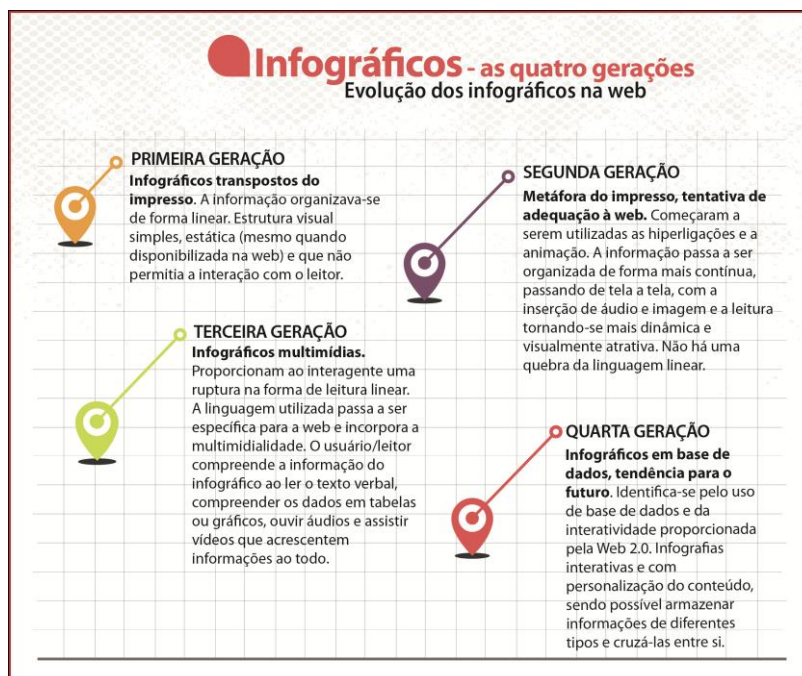 Infográficos - as quatro gerações
Evolução dos infográficos na web
PRIMEIRA GERAÇÃO
Infográficos transpostos do
impresso. A informação organizava-se
de forma linear. Estrutura visual
simples, estática (mesmo quando
disponibilizada na web) e que não
permitia a interação com o leitor.
SEGUNDA GERAÇÃO
Metáfora do impresso, tentativa de
adequação à web. Começaram a
serem utilizadas as hiperligações e a
animação. A informação passa a ser
organizada de forma mais contínua,
passando de tela a tela, com a
inserção de áudio e imagem e a leitura
tornando-se mais dinâmica e
visualmente atrativa. Não há uma
quebra da linguagem linear.
TERCEIRA GERAÇÃO
Infográficos multimídias.
Proporcionam ao interagente uma
ruptura na forma de leitura linear.
A linguagem utilizada passa a ser
específica para a web e incorpora a
multimidialidade. O usuário/leitor
compreende a informação do
infográfico ao ler o texto verbal,
compreender os dados em tabelas
ou gráficos, ouvir áudios e assistir
vídeos que acrescentem
informações ao todo.
QUARTA GERAÇÃO
Infográficos em base de
dados, tendência para o
futuro. Identifica-se pelo uso
de base de dados e da
interatividade proporcionada
pela Web 2.0. Infografias
interativas e com
personalização do conteúdo,
sendo possível armazenar
informações de diferentes
tipos e cruzá-las entre si.